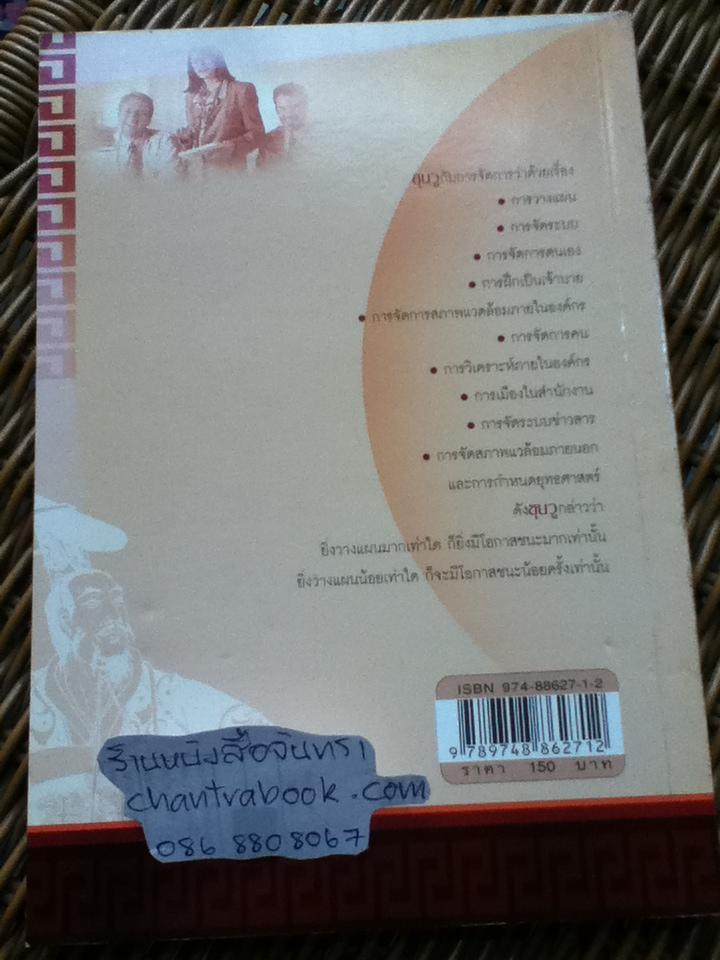 ซุนวูกับการจัดการว่าด้วยเรื่อง
• การวางแผน
• การจัดระบบ
• การจัดการตนเอง
• การฝึกเป็นเจ้านาย
• การจัดการสภาพแวดล้อมภายในองค์กร
• การจัดการคน
• การวิเคราะห์ภายในองค์กร
• การเมืองในสำนักงาน
• การจัดระบบข่าวสาร
• การจัดสภาพแวล้อมภายนอก
และการกำหนดยุทธศาสตร์
ดังซุนวูกล่าวว่า
ยิ่งวางแผนมากเท่าใด ก็ยิ่งมีโอกาสชนะมากเท่านั้น
ยิ่งวางแผนน้อยเท่าใด ก็จะมีโอกาสชนะน้อยครั้งเท่านั้น
ISBN 974-88627-1-2
9 789748 862712
ราคา 150 บาท
ร้านหนังสือจันทรา
chantrabook.com
086 8808067